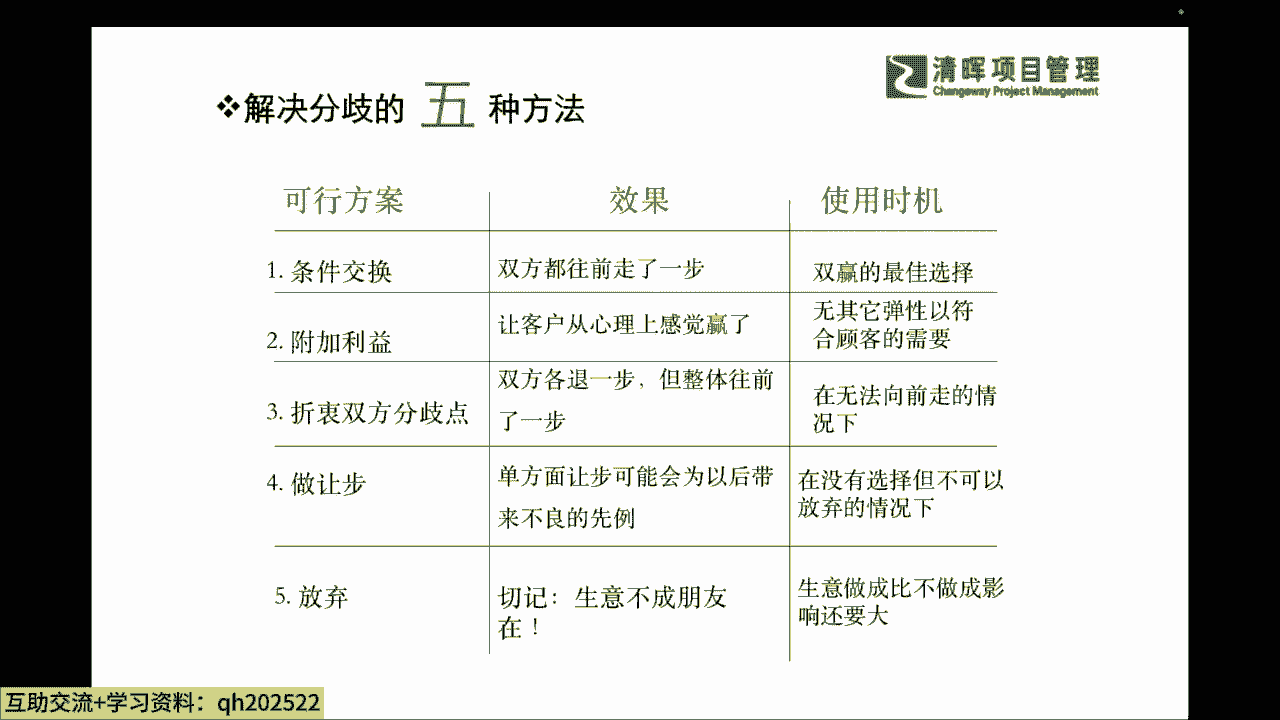 清晖项目管理
Changeway Project Management
❖解决分歧的 五 种方法
可行方案 效果 使用时机
1. 条件交换 双方都往前走了一步 双赢的最佳选择
2. 附加利益 让客户从心理上感觉赢了 无其它弹性以符
合顾客的需要
3. 折衷双方分歧点 双方各退一步，但整体往前
了一步
在无法向前走的情
况下
4. 做让步 单方面让步可能会为以后带
来不良的先例
在没有选择但不可以
放弃的情况下
5. 放弃 切记：生意不成朋友
在！
生意做成比不做成影
响还要大
互助交流+学习资料：qh202522